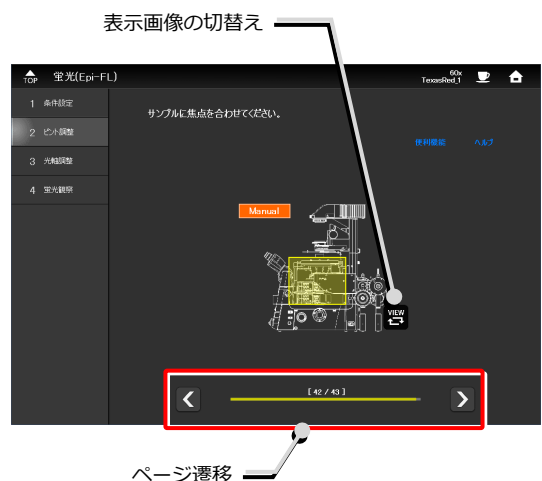 表示画像の切替え
TOP 蛍光(Epi-FL)
60x
TexasRed_1
1 条件設定
2 ピント調整
3 光軸調整
4 蛍光観察
サンプルに焦点を合わせてください。
便利機能 ヘルプ
Manual
VIEW
[ 42 / 43 ]
ページ遷移